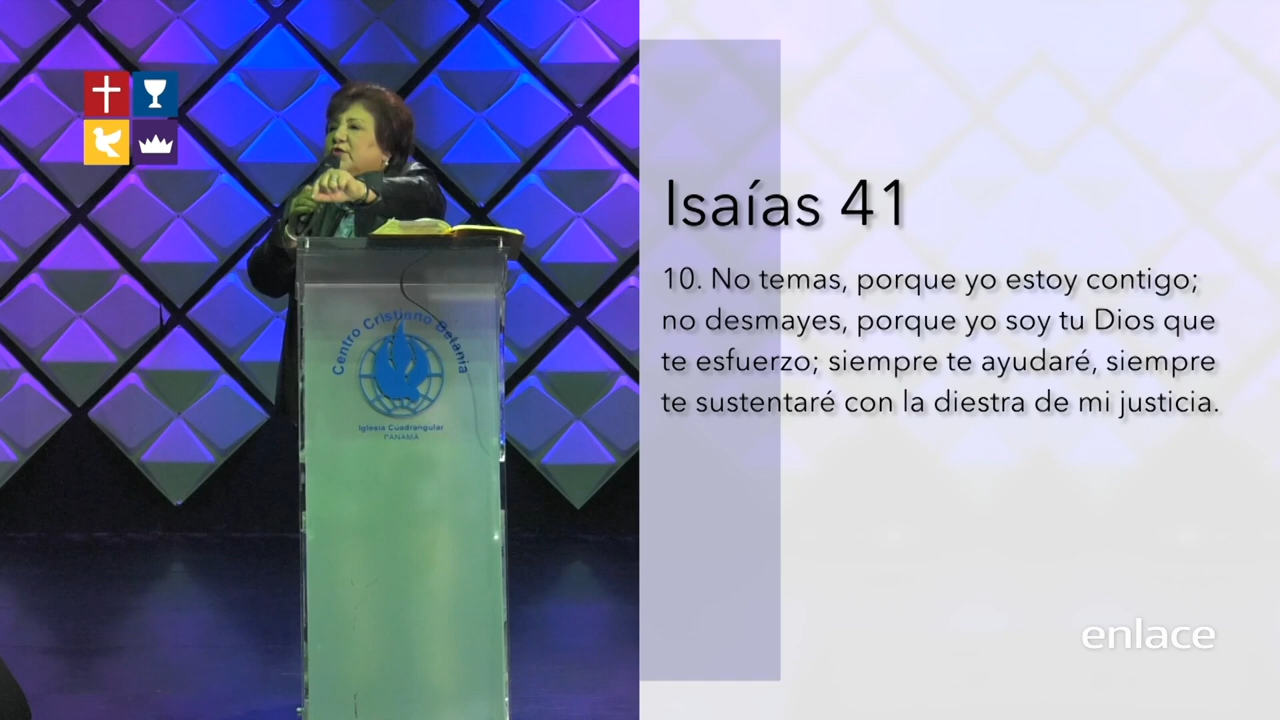 Centro Cristiano Betania
Iglesia Cuadrangular
PANAMÁ
Isaías 41
10. No temas, porque yo estoy contigo;
no desmayes, porque yo soy tu Dios que
te esfuerzo; siempre te ayudaré, siempre
te sustentaré con la diestra de mi justicia.
enlace